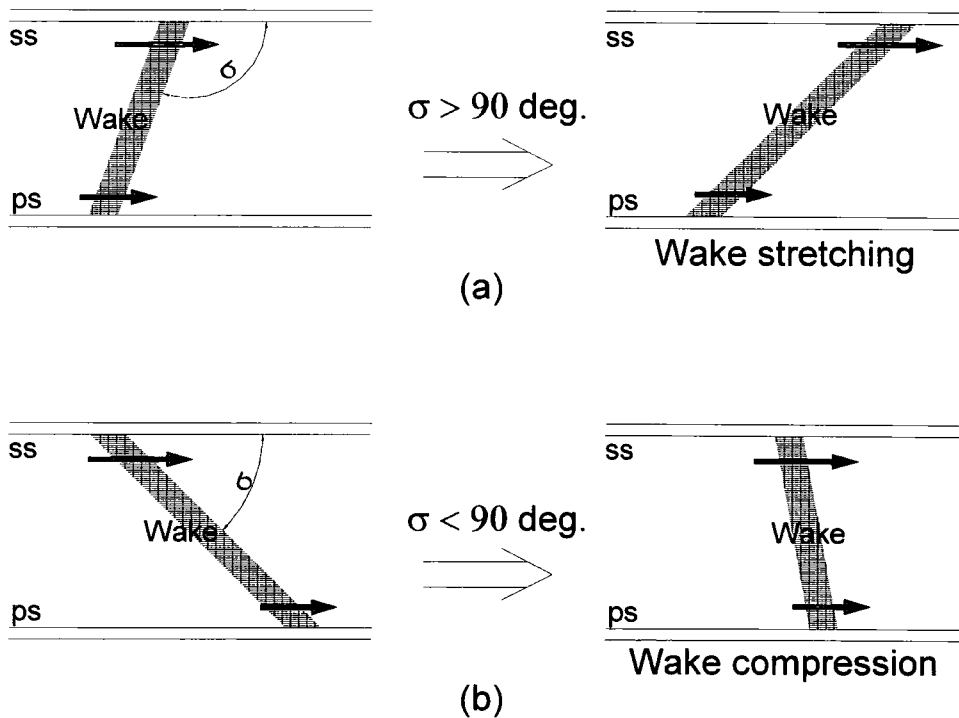 ss
σ
Wake
ps
σ > 90 deg.
ss
Wake
ps
Wake stretching
(a)
ss
σ
Wake
ps
σ < 90 deg.
ss
Wake
ps
Wake compression
(b)